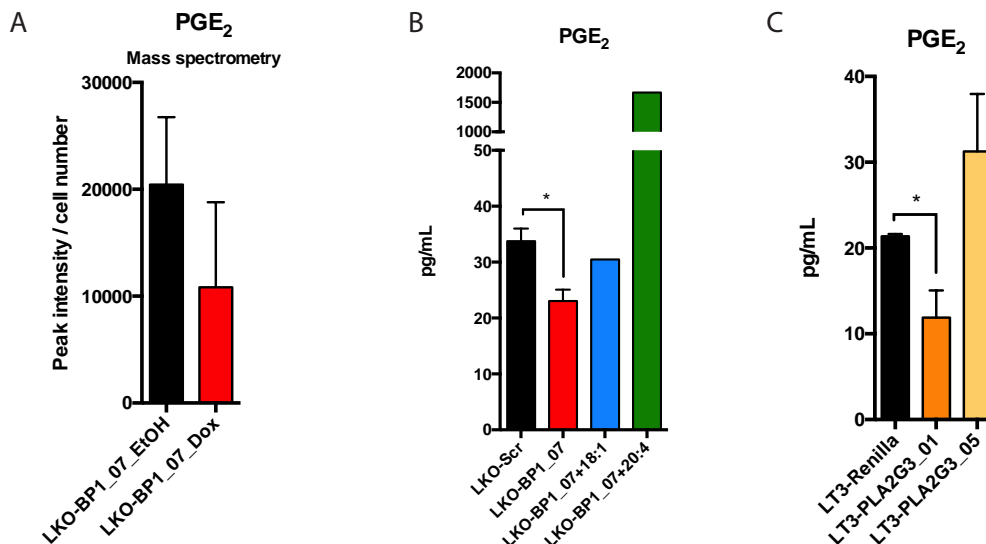 A
PGE2
Mass spectrometry
Peak intensity / cell number
30000
20000
10000
0
LKO-BP1_07_EtOH
LKO-BP1_07_Dox
B
PGE2
pg/mL
2000
1500
1000
50
40
30
20
10
0
*
LKO-Scr
LKO-BP1_07
LKO-BP1_07+18:1
LKO-BP1_07+20:4
C
PGE2
pg/mL
40
30
20
10
0
*
LT3-Renilla
LT3-PLA2G3_01
LT3-PLA2G3_05